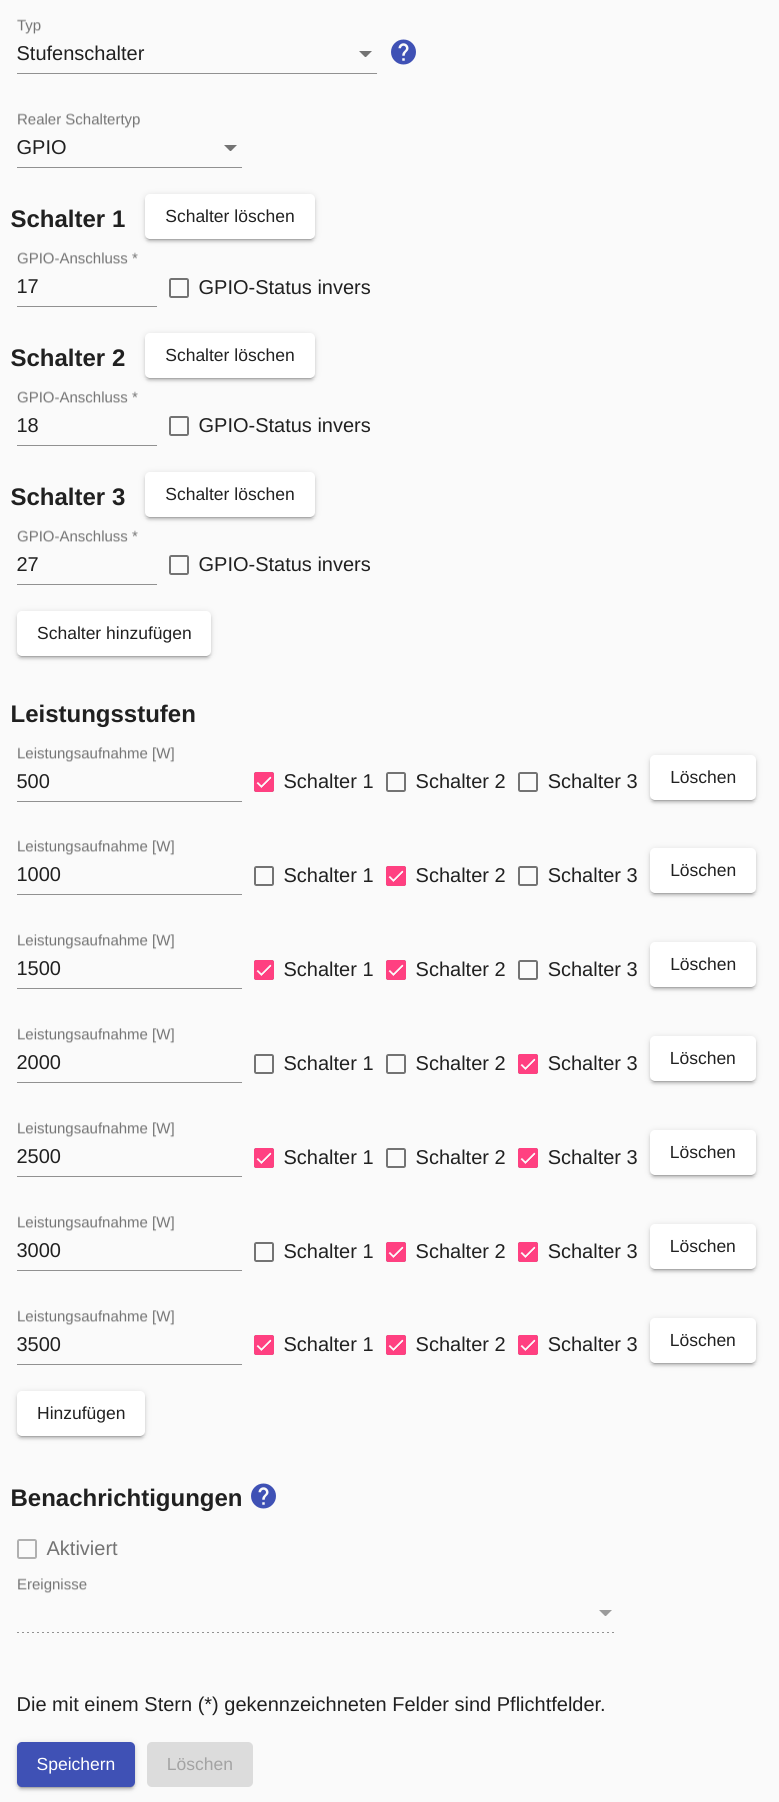 Typ
Stufenschalter
Realer Schaltertyp
GPIO
Schalter 1 Schalter löschen
GPIO-Anschluss *
17 GPIO-Status invers
Schalter 2 Schalter löschen
GPIO-Anschluss *
18 GPIO-Status invers
Schalter 3 Schalter löschen
GPIO-Anschluss *
27 GPIO-Status invers
Schalter hinzufügen
Leistungsstufen
Leistungsaufnahme [W]
500 Schalter 1 Schalter 2 Schalter 3 Löschen
Leistungsaufnahme [W]
1000 Schalter 1 Schalter 2 Schalter 3 Löschen
Leistungsaufnahme [W]
1500 Schalter 1 Schalter 2 Schalter 3 Löschen
Leistungsaufnahme [W]
2000 Schalter 1 Schalter 2 Schalter 3 Löschen
Leistungsaufnahme [W]
2500 Schalter 1 Schalter 2 Schalter 3 Löschen
Leistungsaufnahme [W]
3000 Schalter 1 Schalter 2 Schalter 3 Löschen
Leistungsaufnahme [W]
3500 Schalter 1 Schalter 2 Schalter 3 Löschen
Hinzufügen
Benachrichtigungen
Aktiviert
Ereignisse
Die mit einem Stern (*) gekennzeichneten Felder sind Pflichtfelder.
Speichern Löschen